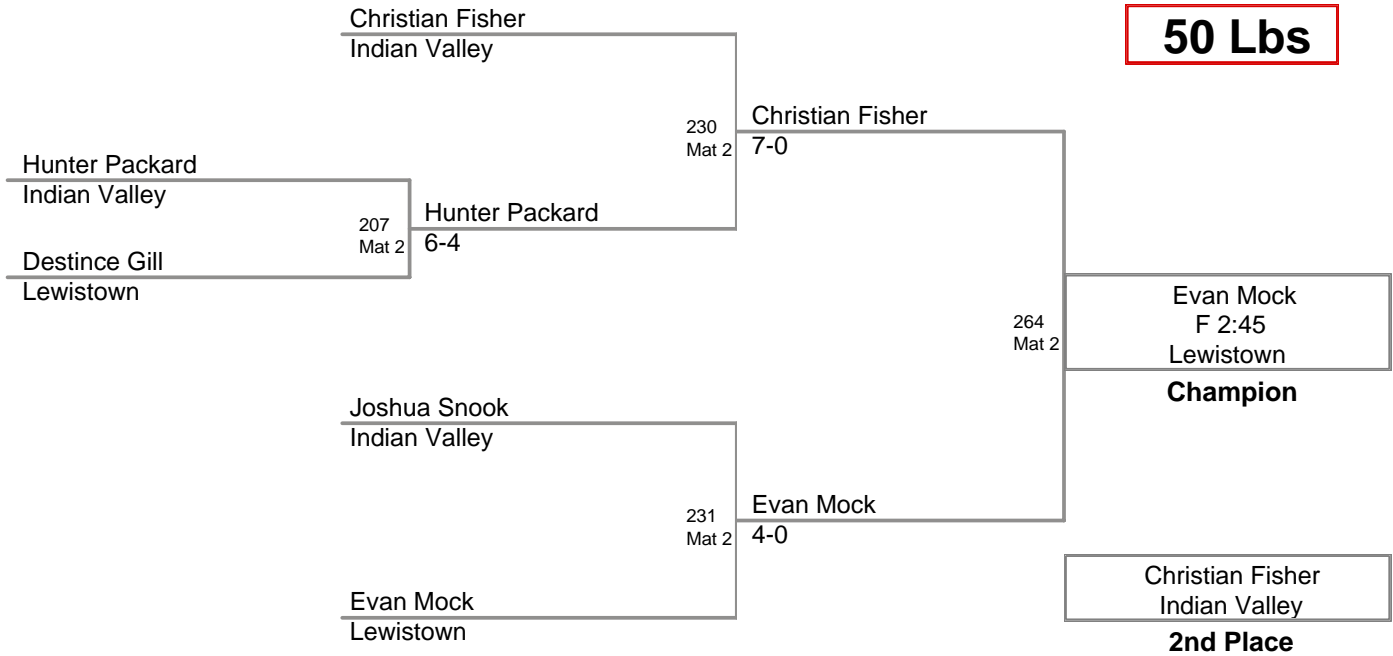 Christian Fisher
Indian Valley
50 Lbs
Christian Fisher
230
Mat 2
7-0
Hunter Packard
Indian Valley
Hunter Packard
207
Mat 2
6-4
Destince Gill
Lewistown
Evan Mock
F 2:45
Lewistown
264
Mat 2
Champion
Joshua Snook
Indian Valley
Evan Mock
231
Mat 2
4-0
Christian Fisher
Indian Valley
Evan Mock
Lewistown
2nd Place